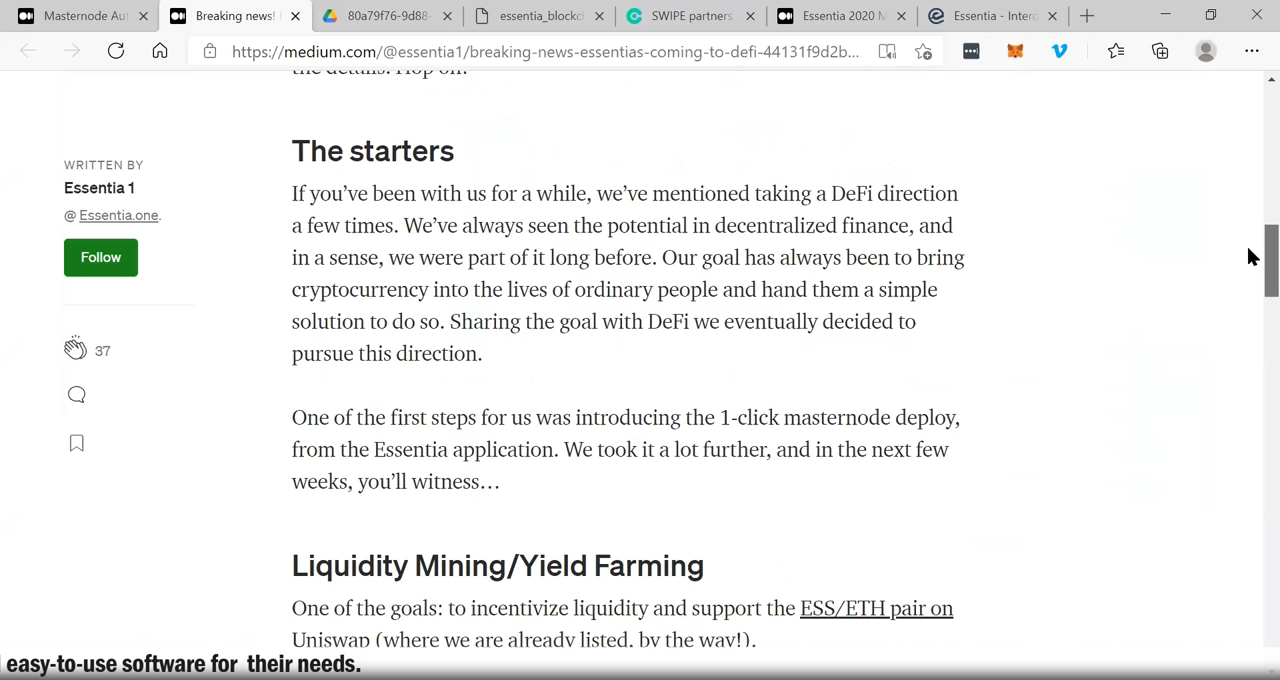 Masternode Aut
Breaking news! i
80a79f76-9d88-
essentia_blockch
SWIPE partners
Essentia 2020 M
Essentia - Interc
https://medium.com/@essentia1/breaking-news-essentias-coming-to-defi-44131f9d2b...
the details. Hop on!
The starters
WRITTEN BY
Essentia 1
@ Essentia.one.
Follow
37
If you’ve been with us for a while, we’ve mentioned taking a DeFi direction
a few times. We’ve always seen the potential in decentralized finance, and
in a sense, we were part of it long before. Our goal has always been to bring
cryptocurrency into the lives of ordinary people and hand them a simple
solution to do so. Sharing the goal with DeFi we eventually decided to
pursue this direction.
One of the first steps for us was introducing the 1-click masternode deploy,
from the Essentia application. We took it a lot further, and in the next few
weeks, you’ll witness…
Liquidity Mining/Yield Farming
One of the goals: to incentivize liquidity and support the ESS/ETH pair on
Uniswap (where we are already listed, by the way!).
easy-to-use software for their needs.